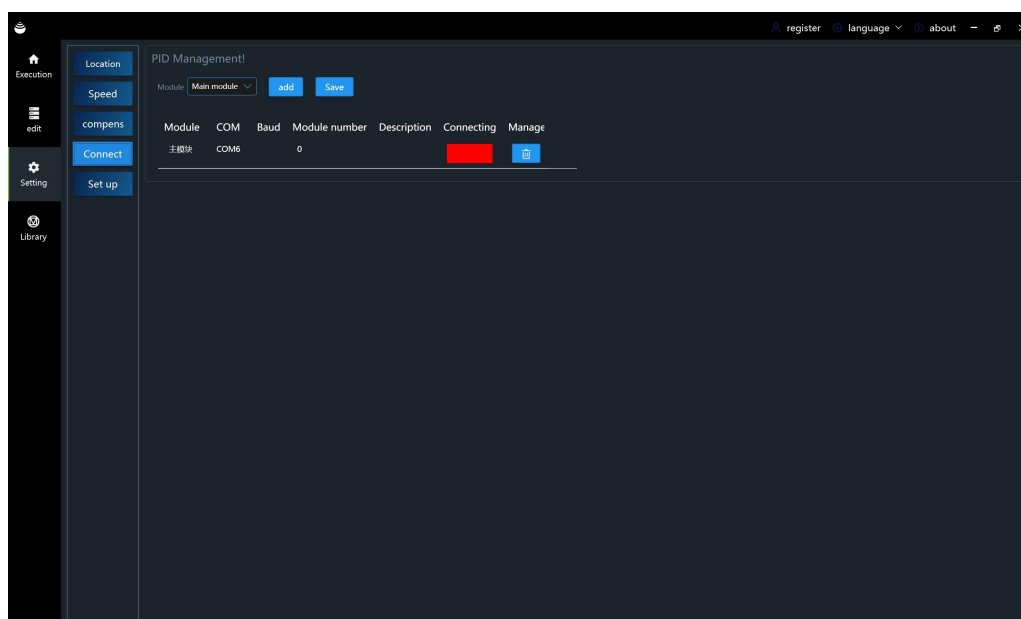 register language about
Execution
edit
Setting
Library
Location
Speed
compens
Connect
Set up
PID Management!
Module Main module add Save
Module COM Baud Module number Description Connecting Manage
主模块 COM6 0